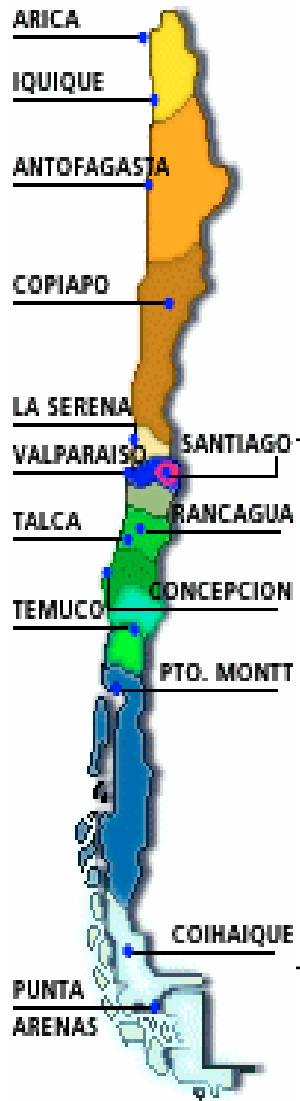 ARICA
IQUIQUE
ANTOFAGASTA
COPIAPO
LA SERENA
SANTIAGO
VALPARAISO
RANCAGUA
TALCA
CONCEPCION
TEMUCO
PTO. MONTT
COIHAIQUE
PUNTA
ARENAS